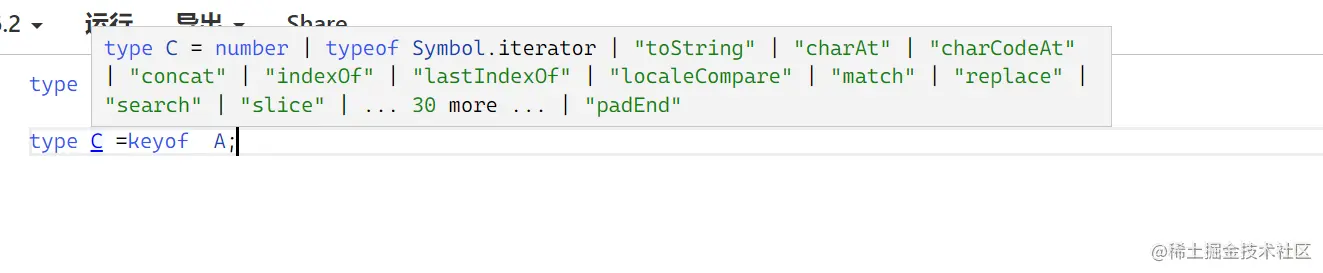 .2 运行 导出 Share
type C = number | typeof Symbol.iterator | "toString" | "charAt" | "charCodeAt"
| "concat" | "indexOf" | "lastIndexOf" | "localeCompare" | "match" | "replace" |
"search" | "slice" | ... 30 more ... | "padEnd"
type
type C =keyof  A;
@稀土掘金技术社区